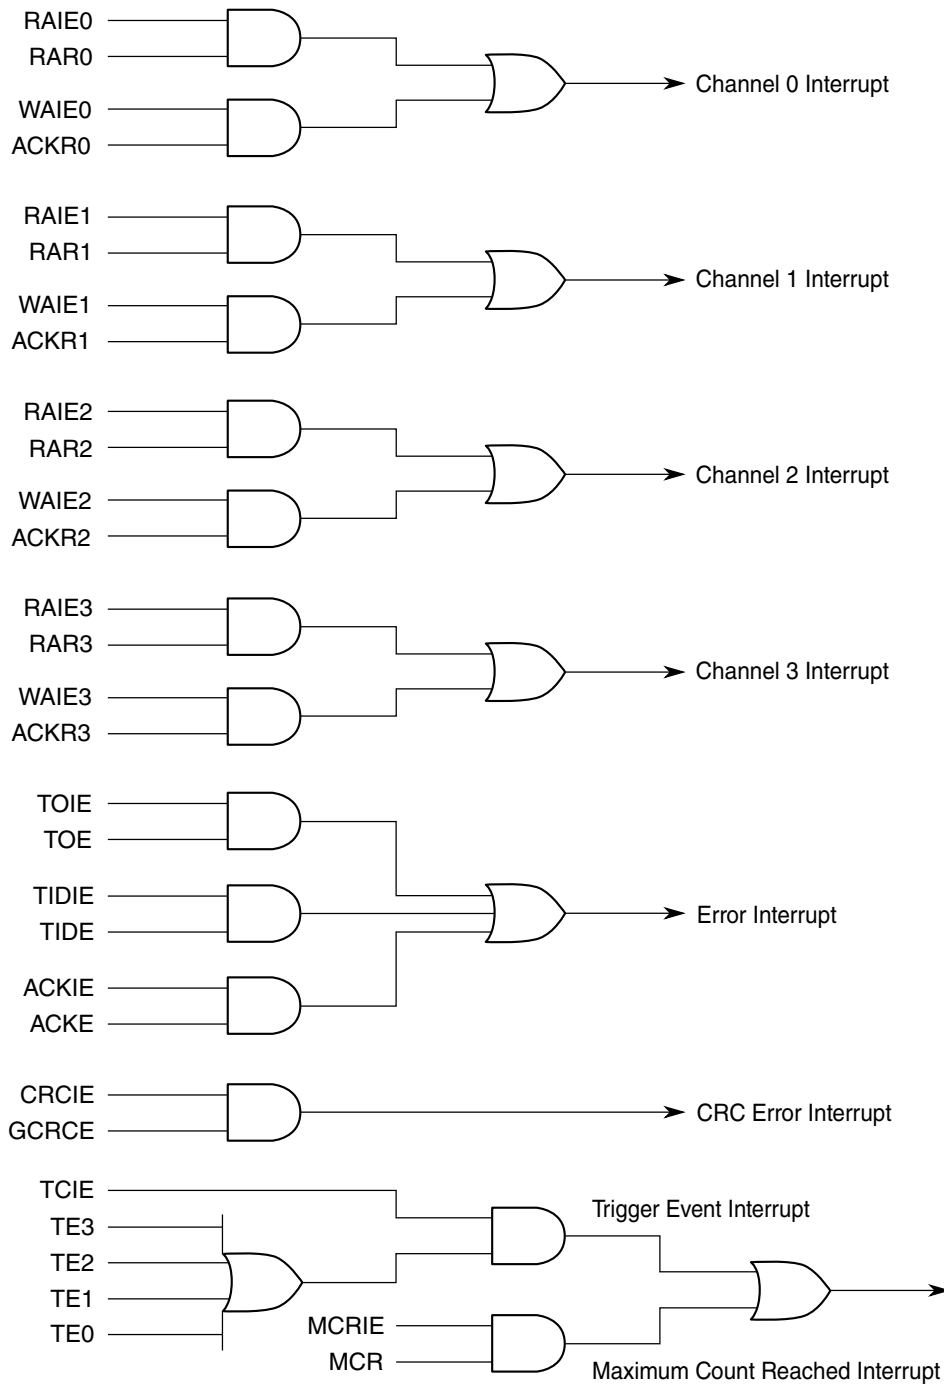 RAIE0
RAR0
WAIE0
ACKR0
Channel 0 Interrupt
RAIE1
RAR1
WAIE1
ACKR1
Channel 1 Interrupt
RAIE2
RAR2
WAIE2
ACKR2
Channel 2 Interrupt
RAIE3
RAR3
WAIE3
ACKR3
Channel 3 Interrupt
TOIE
TOE
TIDIE
TIDE
ACKIE
ACKE
Error Interrupt
CRCIE
GCRCE
CRC Error Interrupt
TCIE
TE3
TE2
TE1
TE0
Trigger Event Interrupt
MCRIE
MCR
Maximum Count Reached Interrupt